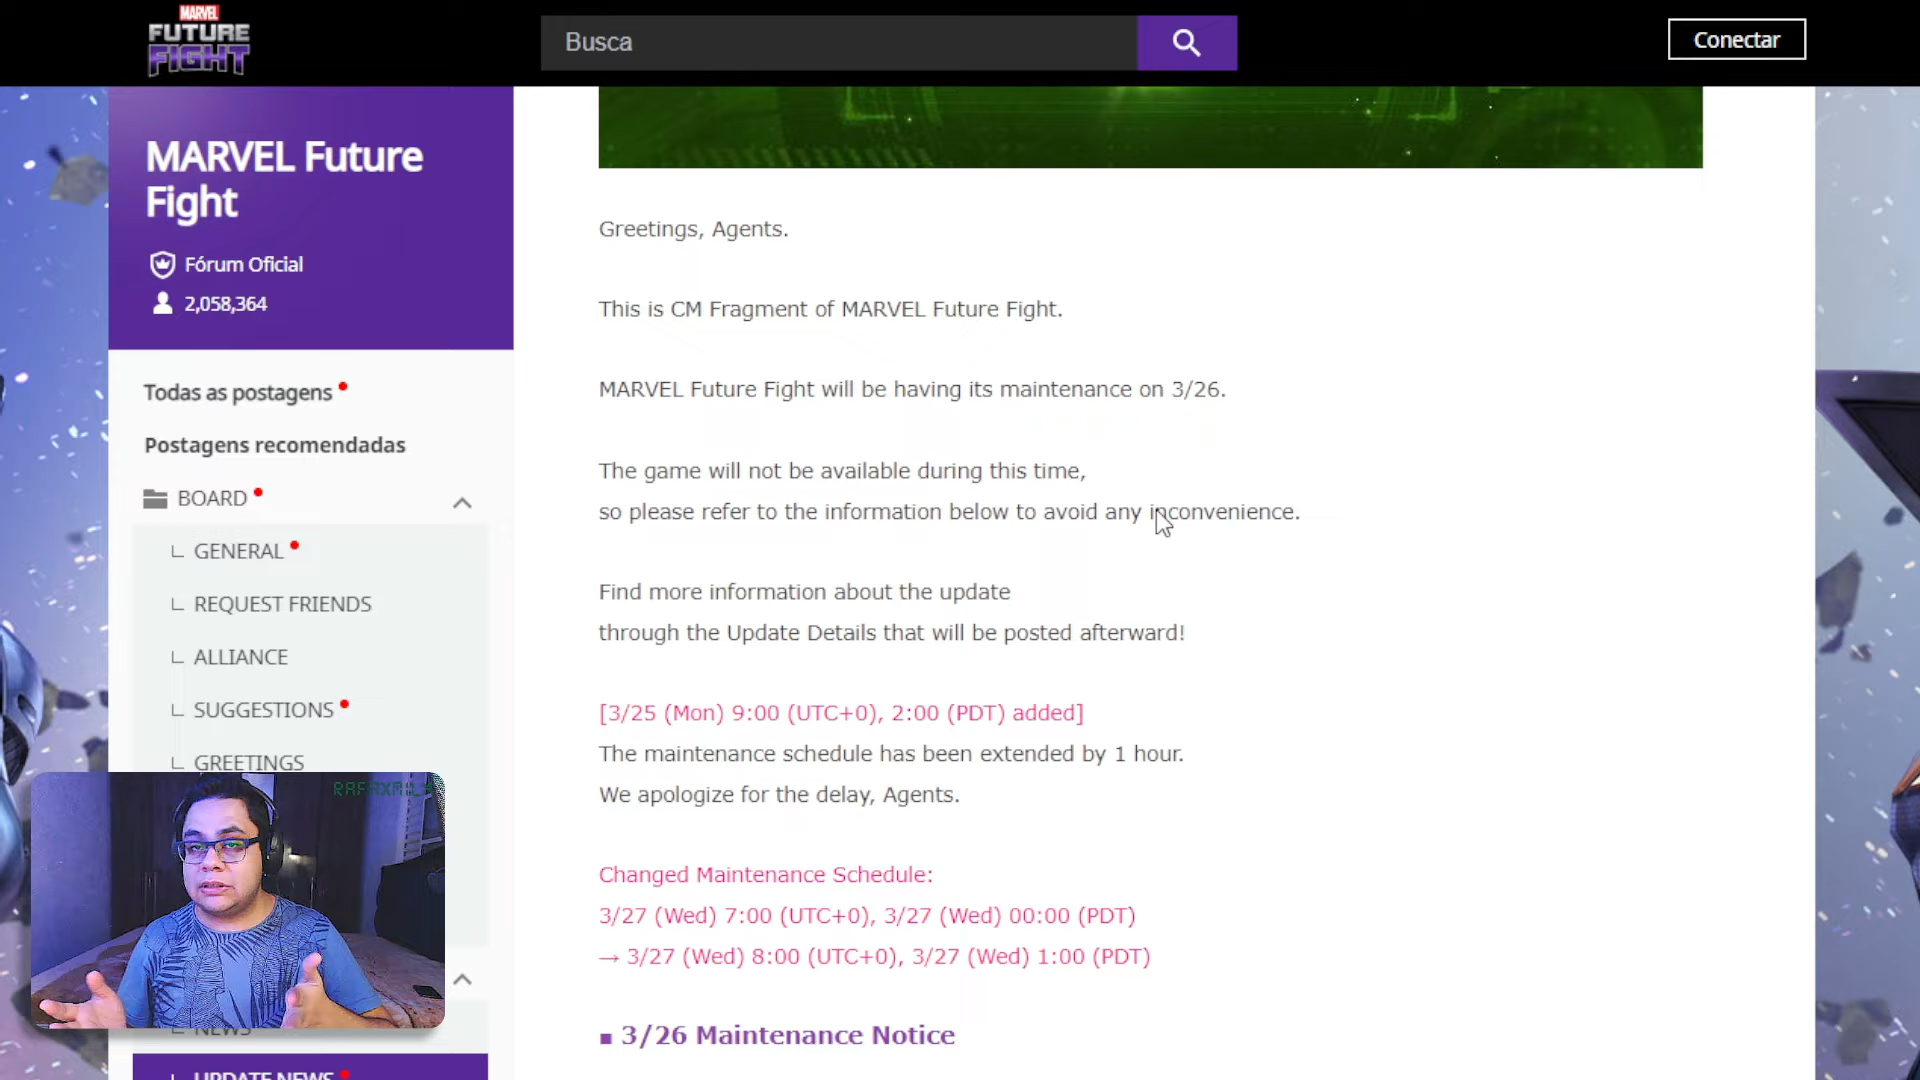 MARVEL
FUTURE
FIGHT
Busca
Conectar
MARVEL Future
Fight
Fórum Oficial
2,058,364
Todas as postagens
Postagens recomendadas
BOARD
GENERAL
REQUEST FRIENDS
ALLIANCE
SUGGESTIONS
GREETINGS
NEWS
UPDATE NEWS
Greetings, Agents.
This is CM Fragment of MARVEL Future Fight.
MARVEL Future Fight will be having its maintenance on 3/26.
The game will not be available during this time,
so please refer to the information below to avoid any inconvenience.
Find more information about the update
through the Update Details that will be posted afterward!
[3/25 (Mon) 9:00 (UTC+0), 2:00 (PDT) added]
The maintenance schedule has been extended by 1 hour.
We apologize for the delay, Agents.
Changed Maintenance Schedule:
3/27 (Wed) 7:00 (UTC+0), 3/27 (Wed) 00:00 (PDT)
→ 3/27 (Wed) 8:00 (UTC+0), 3/27 (Wed) 1:00 (PDT)
■ 3/26 Maintenance Notice